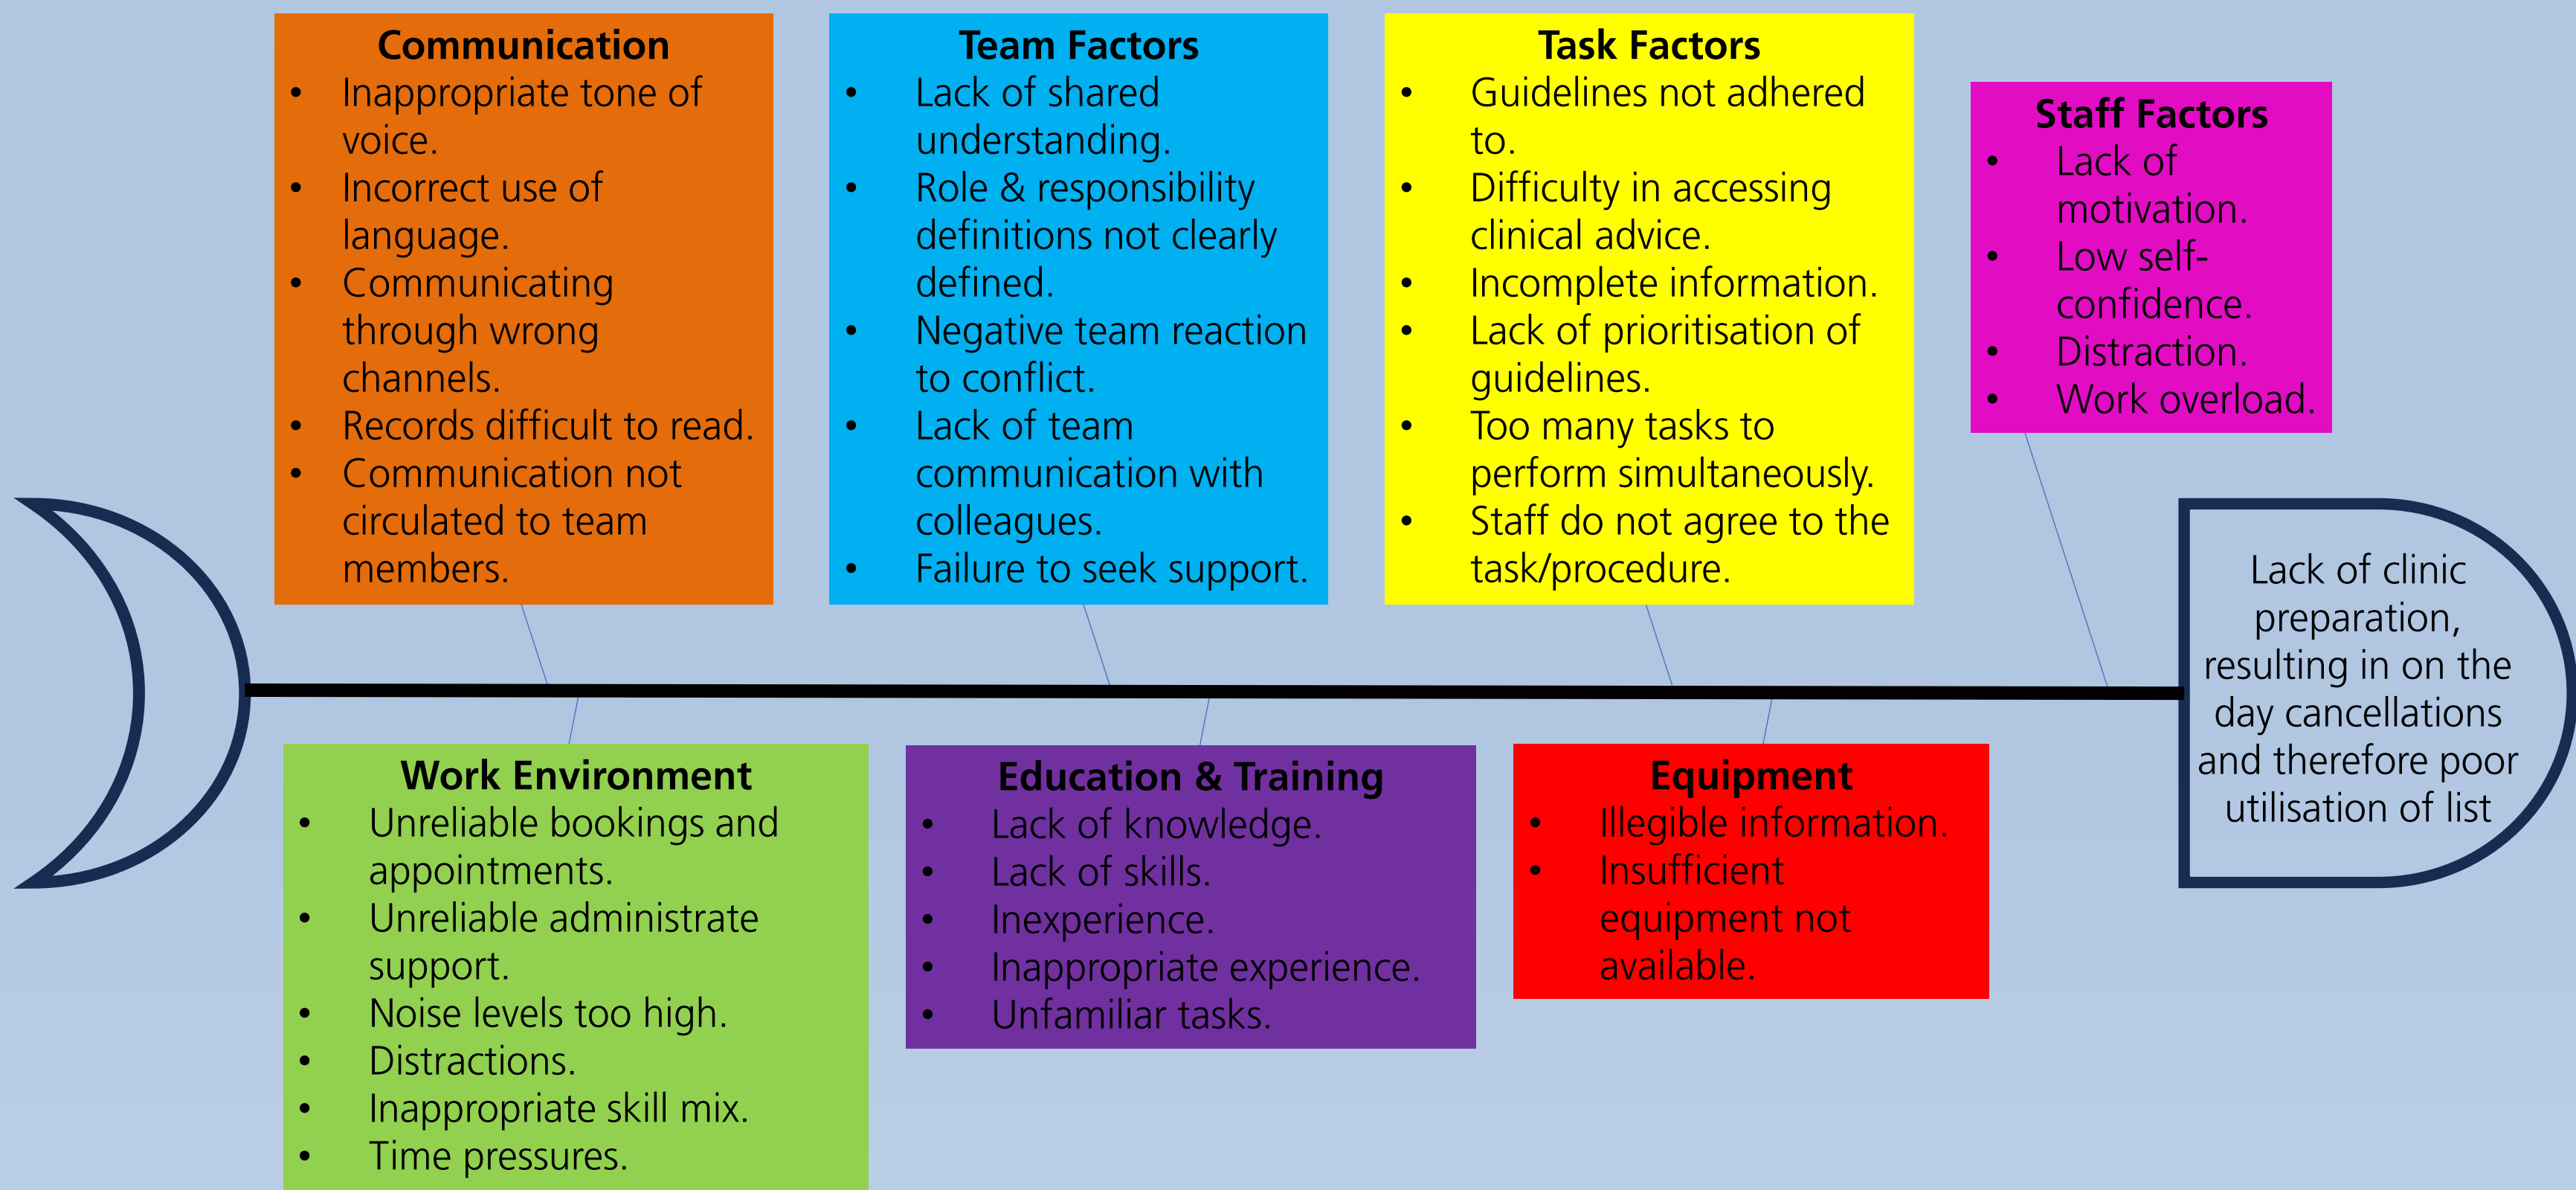 Communication
• Inappropriate tone of
voice.
• Incorrect use of
language.
• Communicating
through wrong
channels.
• Records difficult to read.
• Communication not
circulated to team
members.
Team Factors
• Lack of shared
understanding.
• Role & responsibility
definitions not clearly
defined.
• Negative team reaction
to conflict.
• Lack of team
communication with
colleagues.
• Failure to seek support.
Task Factors
• Guidelines not adhered
to.
• Difficulty in accessing
clinical advice.
• Incomplete information.
• Lack of prioritisation of
guidelines.
• Too many tasks to
perform simultaneously.
• Staff do not agree to the
task/procedure.
Staff Factors
• Lack of
motivation.
• Low self-
confidence.
• Distraction.
• Work overload.
Lack of clinic
preparation,
resulting in on the
day cancellations
and therefore poor
utilisation of list
Work Environment
• Unreliable bookings and
appointments.
• Unreliable administrate
support.
• Noise levels too high.
• Distractions.
• Inappropriate skill mix.
• Time pressures.
Education & Training
• Lack of knowledge.
• Lack of skills.
• Inexperience.
• Inappropriate experience.
• Unfamiliar tasks.
Equipment
• Illegible information.
• Insufficient
equipment not
available.